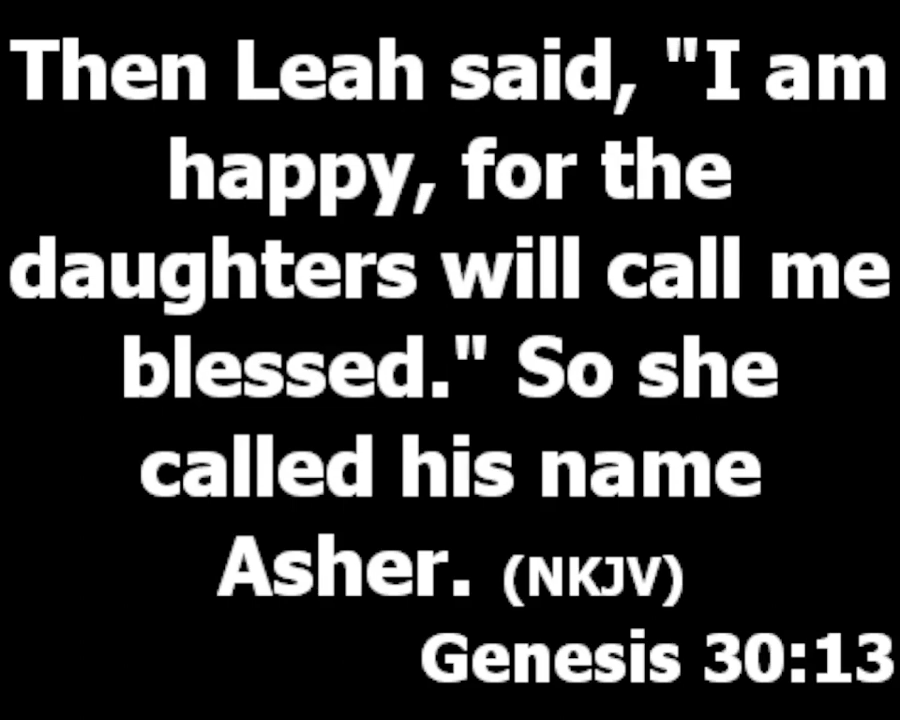 Then Leah said, "I am
happy, for the
daughters will call me
blessed." So she
called his name
Asher. (NKJV)
Genesis 30:13